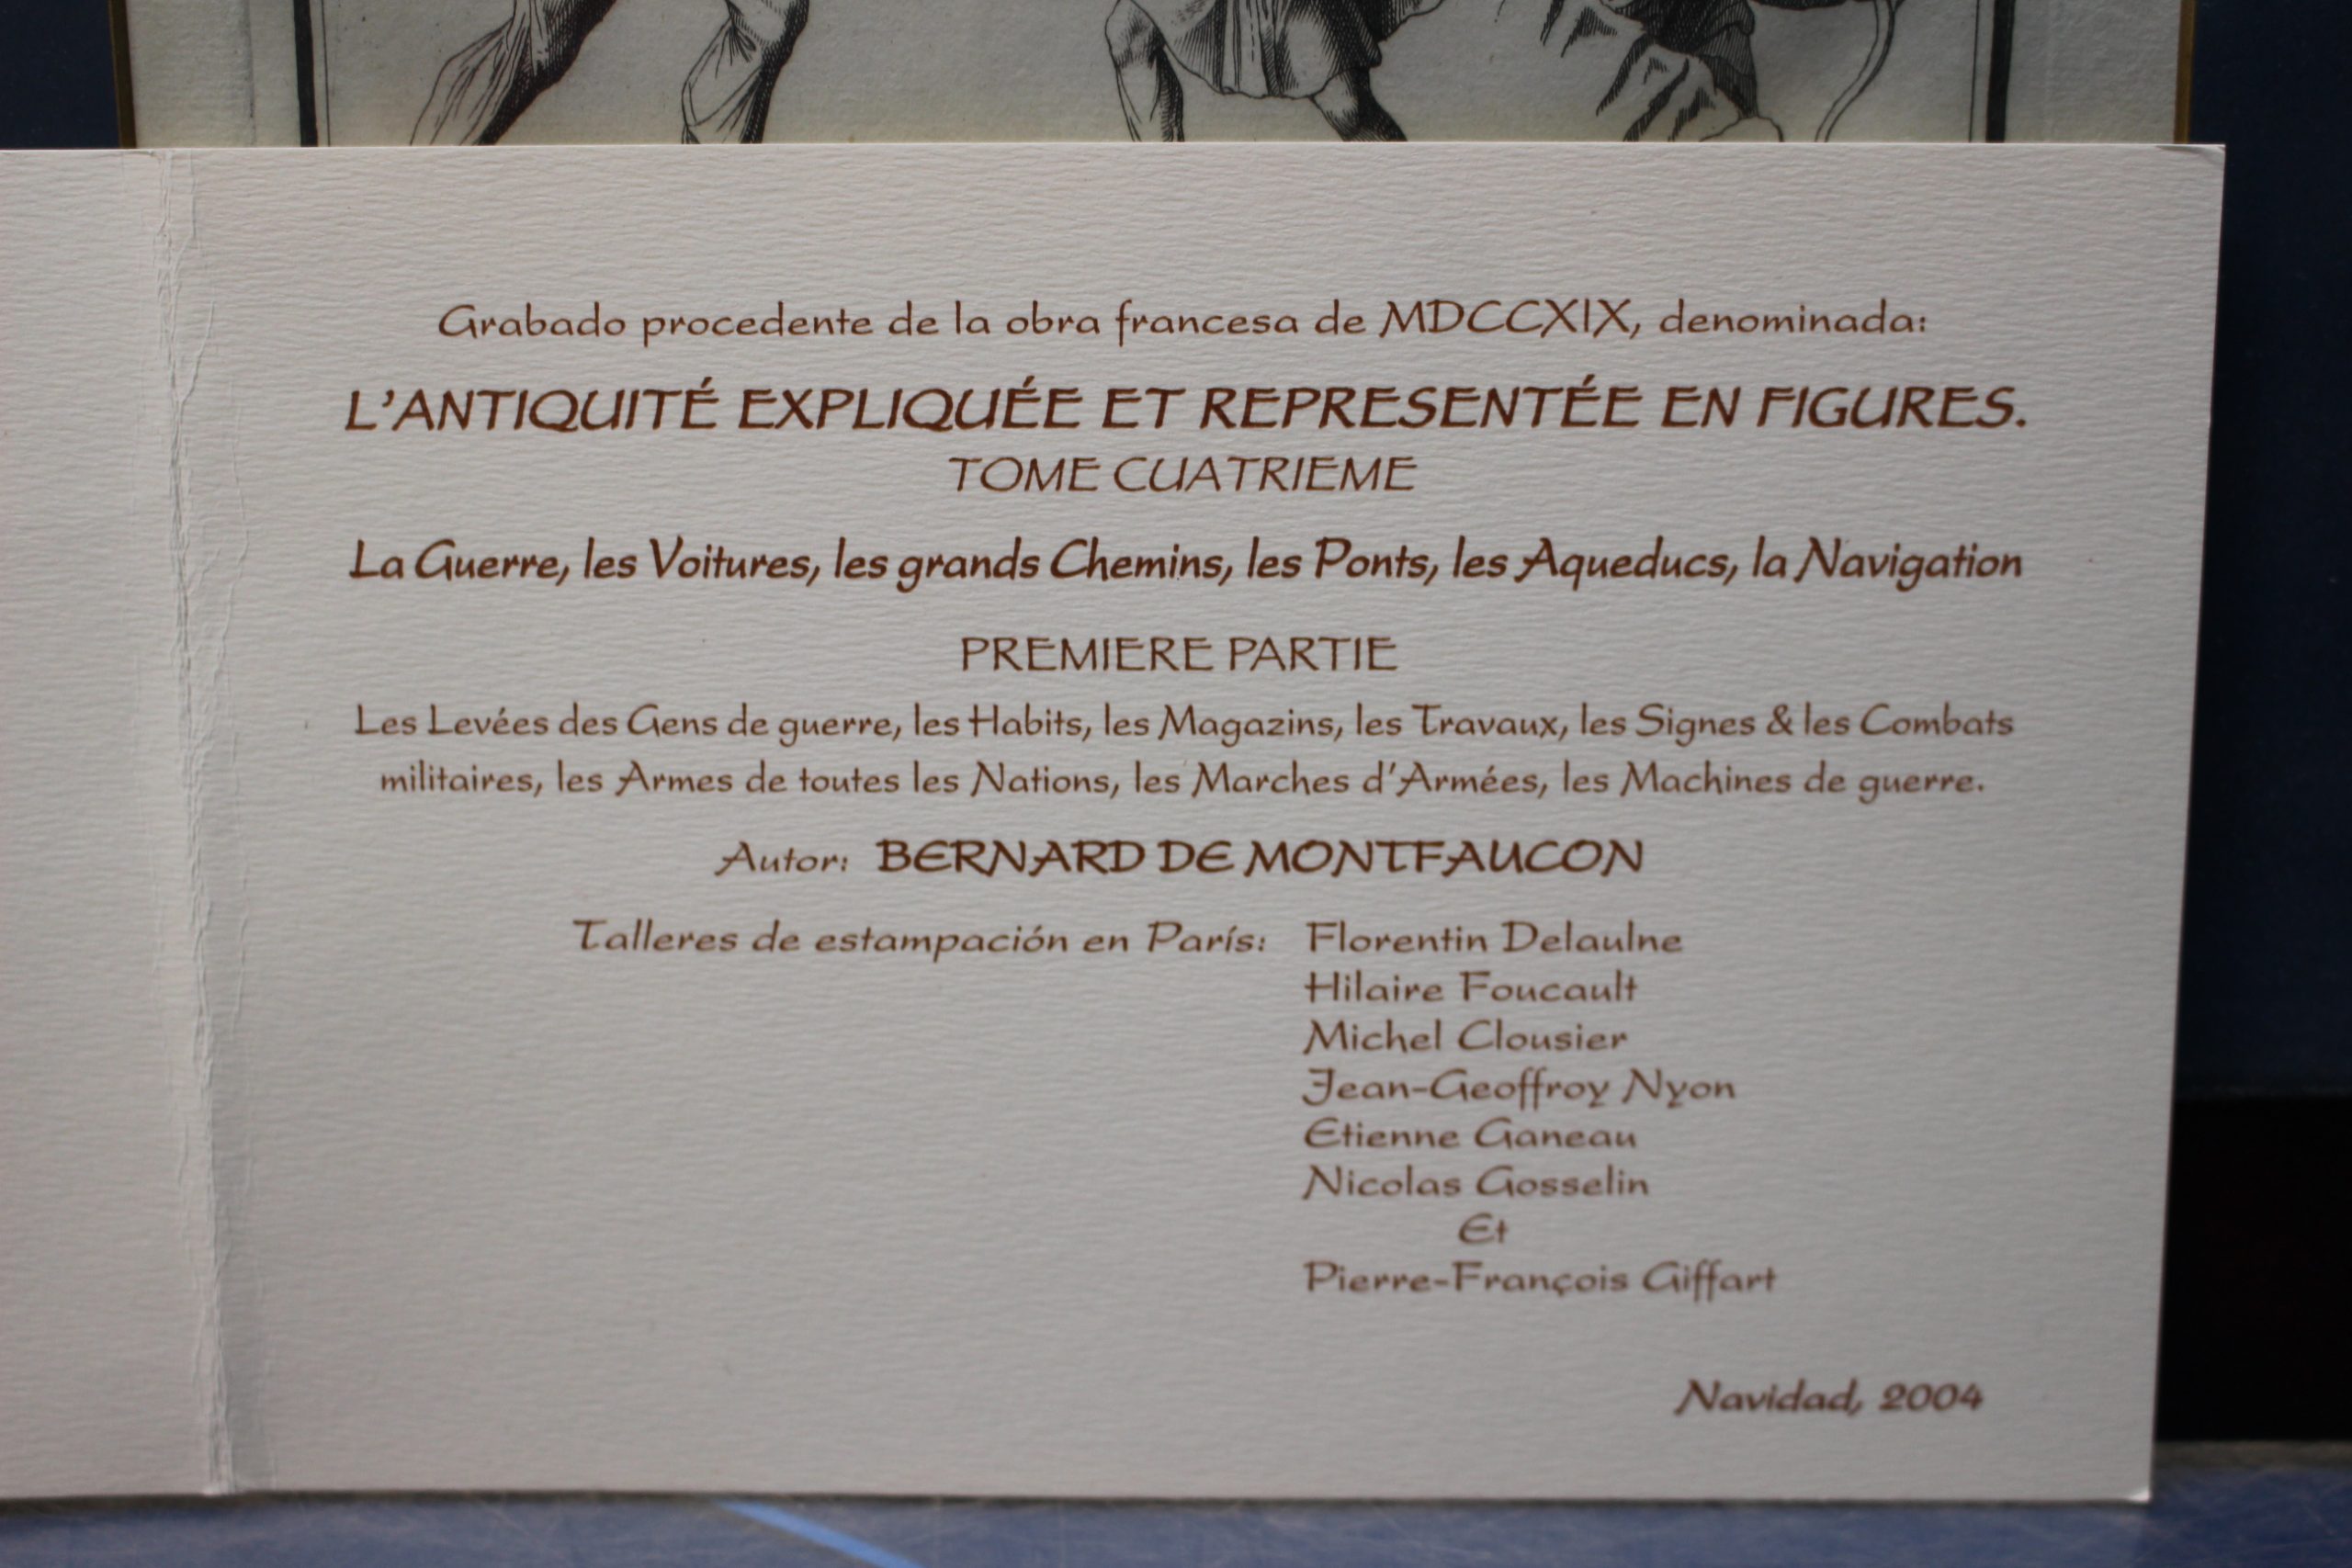 Grabado procedente de la obra francesa de MDCCXIX, denominada:
L'ANTIQUITÉ EXPLIQUÉE ET REPRESENTÉE EN FIGURES.
TOME CUATRIEME
La Guerre, les Voitures, les grands Chemins, les Ponts, les Aqueducs, la Navigation
PREMIERE PARTIE
Les Levées des Gens de guerre, les Habits, les Magazins, les Travaux, les Signes & les Combats
militaires, les Armes de toutes les Nations, les Marches d'Armées, les Machines de guerre.
Autor: BERNARD DE MONTFAUCON
Talleres de estampación en París: Florentin Delaulne
Hilaire Foucault
Michel Clousier
Jean-Geoffroy Nyon
Etienne Ganeau
Nicolas Gosselin
Et
Pierre-François Giffart
Navidad, 2004